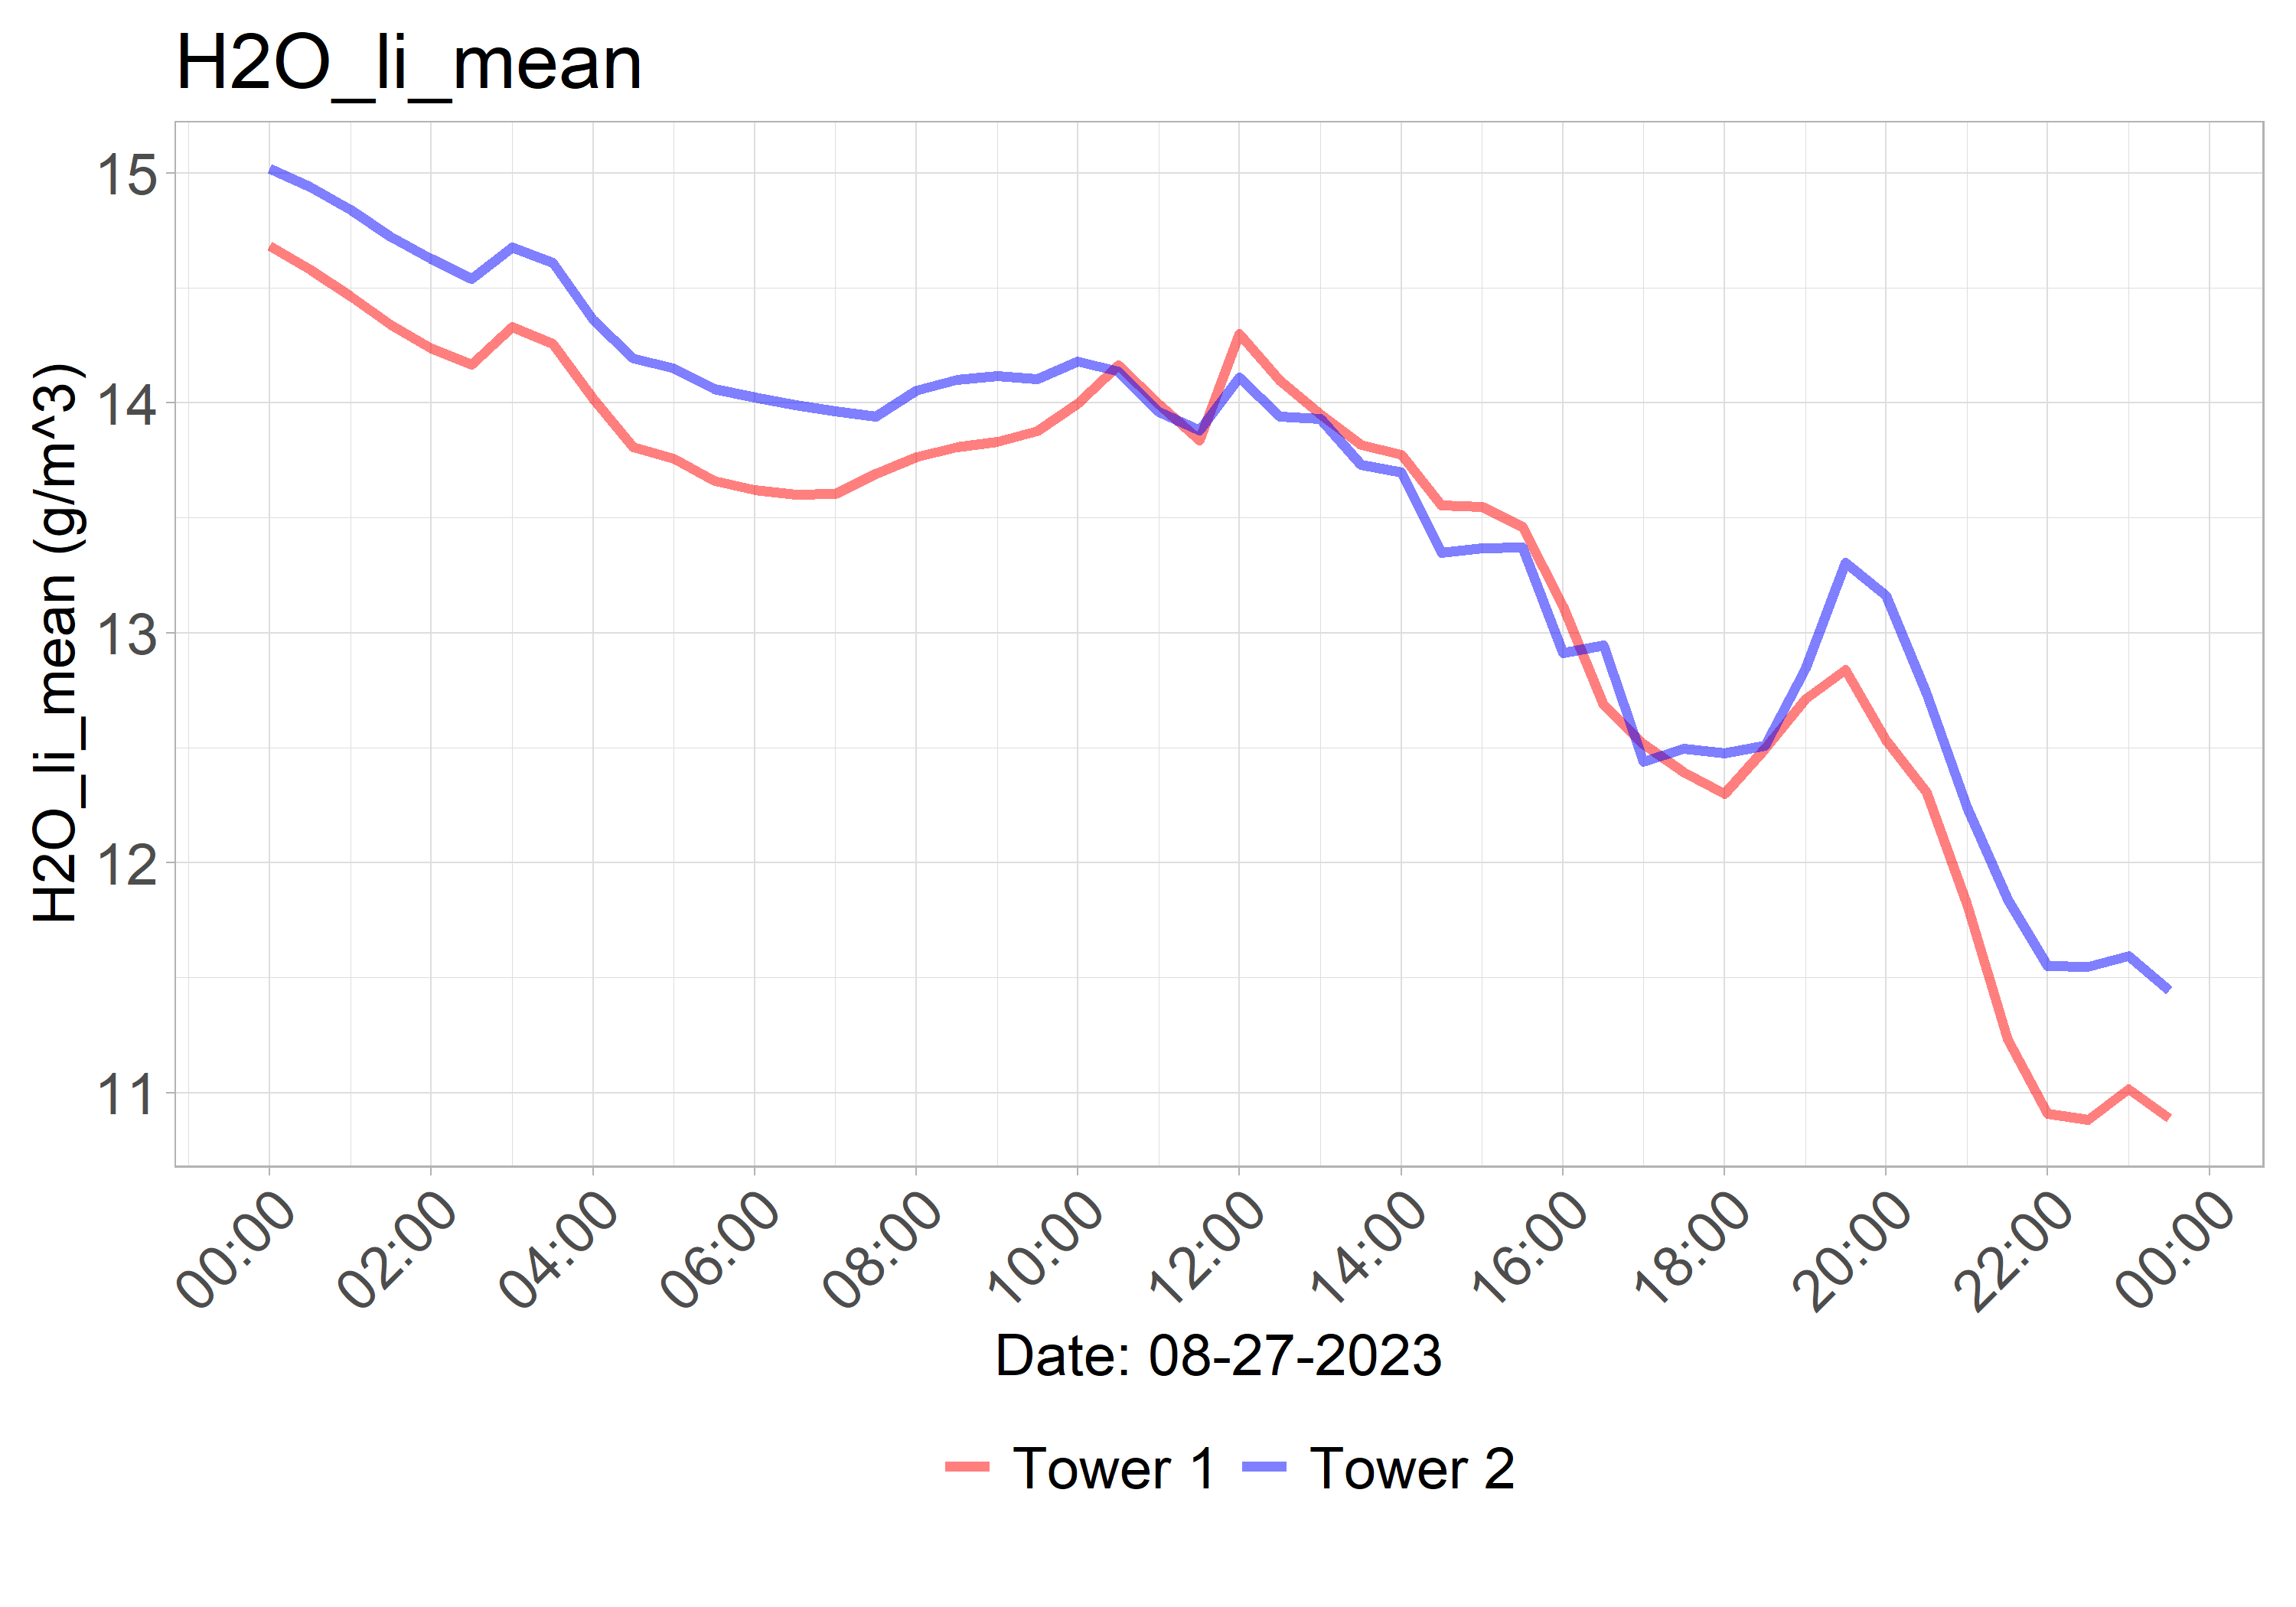 H2O_li_mean
H2O_li_mean (g/m^3)
15
14
13
12
11
00:00 02:00 04:00 06:00 08:00 10:00 12:00 14:00 16:00 18:00 20:00 22:00 00:00
Date: 08-27-2023
Tower 1 Tower 2